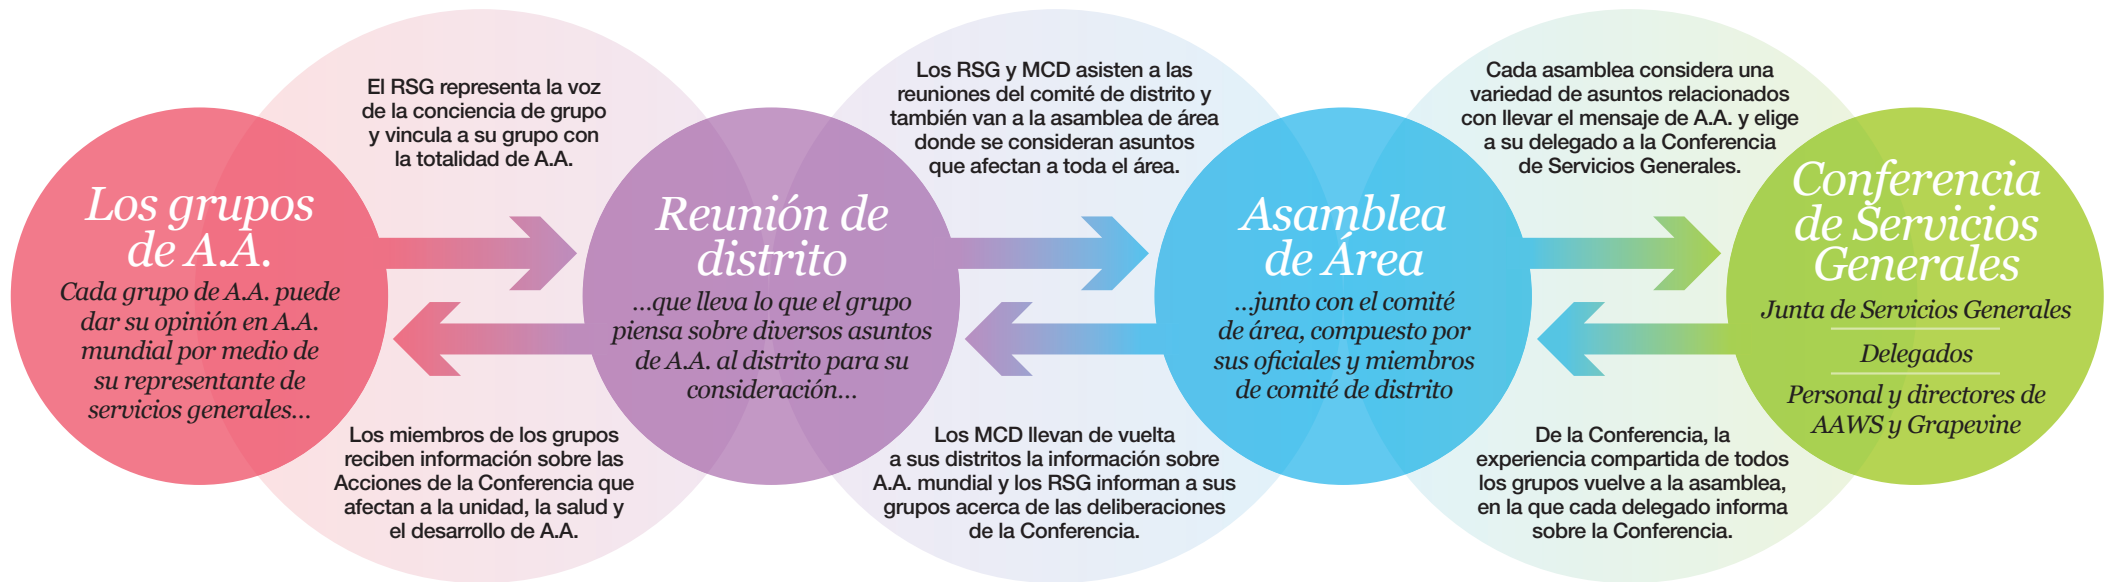 Los grupos
de A.A.
Cada grupo de A.A. puede
dar su opinión en A.A.
mundial por medio de
su representante de
servicios generales...
El RSG representa la voz
de la conciencia de grupo
y vincula a su grupo con
la totalidad de A.A.
Los miembros de los grupos
reciben información sobre las
Acciones de la Conferencia que
afectan a la unidad, la salud y
el desarrollo de A.A.
Reunión de
distrito
...que lleva lo que el grupo
piensa sobre diversos asuntos
de A.A. al distrito para su
consideración...
Los RSG y MCD asisten a las
reuniones del comité de distrito y
también van a la asamblea de área
donde se consideran asuntos
que afectan a toda el área.
Los MCD llevan de vuelta
a sus distritos la información sobre
A.A. mundial y los RSG informan a sus
grupos acerca de las deliberaciones
de la Conferencia.
Asamblea
de Área
...junto con el comité
de área, compuesto por
sus oficiales y miembros
de comité de distrito
Cada asamblea considera una
variedad de asuntos relacionados
con llevar el mensaje de A.A. y elige
a su delegado a la Conferencia
de Servicios Generales.
De la Conferencia, la
experiencia compartida de todos
los grupos vuelve a la asamblea,
en la que cada delegado informa
sobre la Conferencia.
Conferencia
de Servicios
Generales
Junta de Servicios Generales
Delegados
Personal y directores de
AAWS y Grapevine